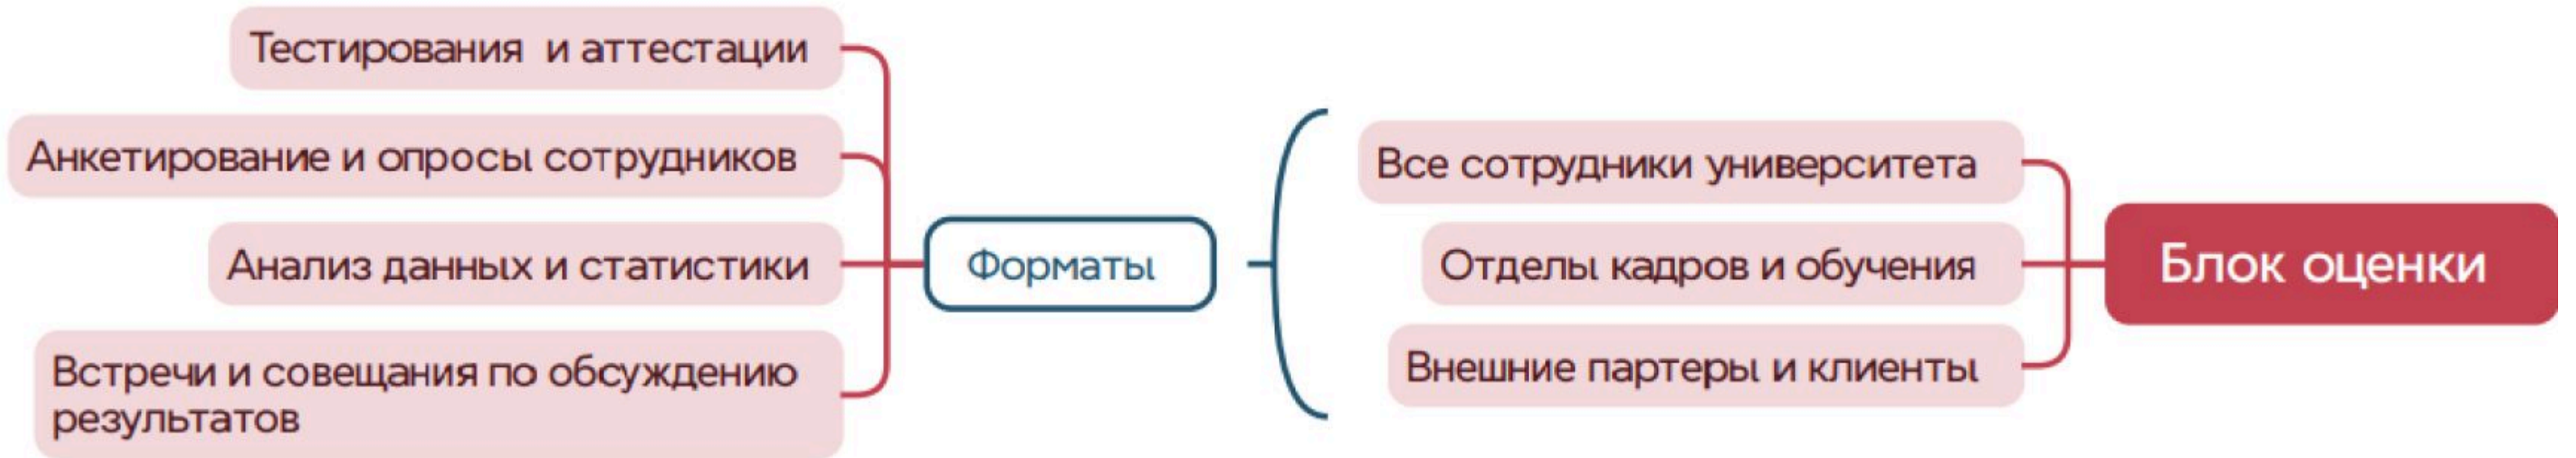 Тестирования и аттестации
Анкетирование и опросы сотрудников
Анализ данных и статистики
Встречи и совещания по обсуждению
результатов
Форматы
Все сотрудники университета
Отделы кадров и обучения
Внешние партеры и клиенты
Блок оценки